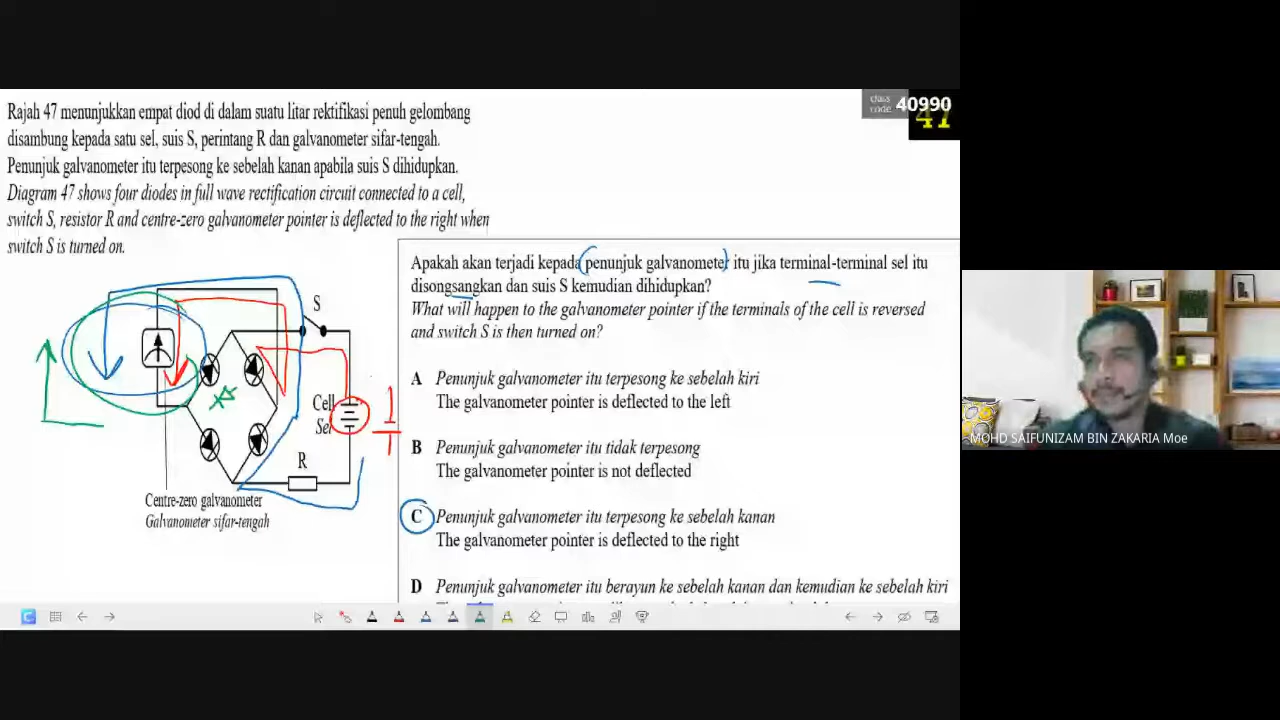 class code 40990
47
Rajah 47 menunjukkan empat diod di dalam suatu litar rektifikasi penuh gelombang
disambung kepada satu sel, suis S, perintang R dan galvanometer sifar-tengah.
Penunjuk galvanometer itu terpesong ke sebelah kanan apabila suis S dihidupkan.
Diagram 47 shows four diodes in full wave rectification circuit connected to a cell,
switch S, resistor R and centre-zero galvanometer pointer is deflected to the right when
switch S is turned on.
S
Cell
Sel
R
Centre-zero galvanometer
Galvanometer sifar-tengah
Apakah akan terjadi kepada penunjuk galvanometer itu jika terminal-terminal sel itu
disongsangkan dan suis S kemudian dihidupkan?
What will happen to the galvanometer pointer if the terminals of the cell is reversed
and switch S is then turned on?
A Penunjuk galvanometer itu terpesong ke sebelah kiri
The galvanometer pointer is deflected to the left
B Penunjuk galvanometer itu tidak terpesong
The galvanometer pointer is not deflected
C Penunjuk galvanometer itu terpesong ke sebelah kanan
The galvanometer pointer is deflected to the right
D Penunjuk galvanometer itu berayun ke sebelah kanan dan kemudian ke sebelah kiri
MOHD SAIFUNIZAM BIN ZAKARIA Moe